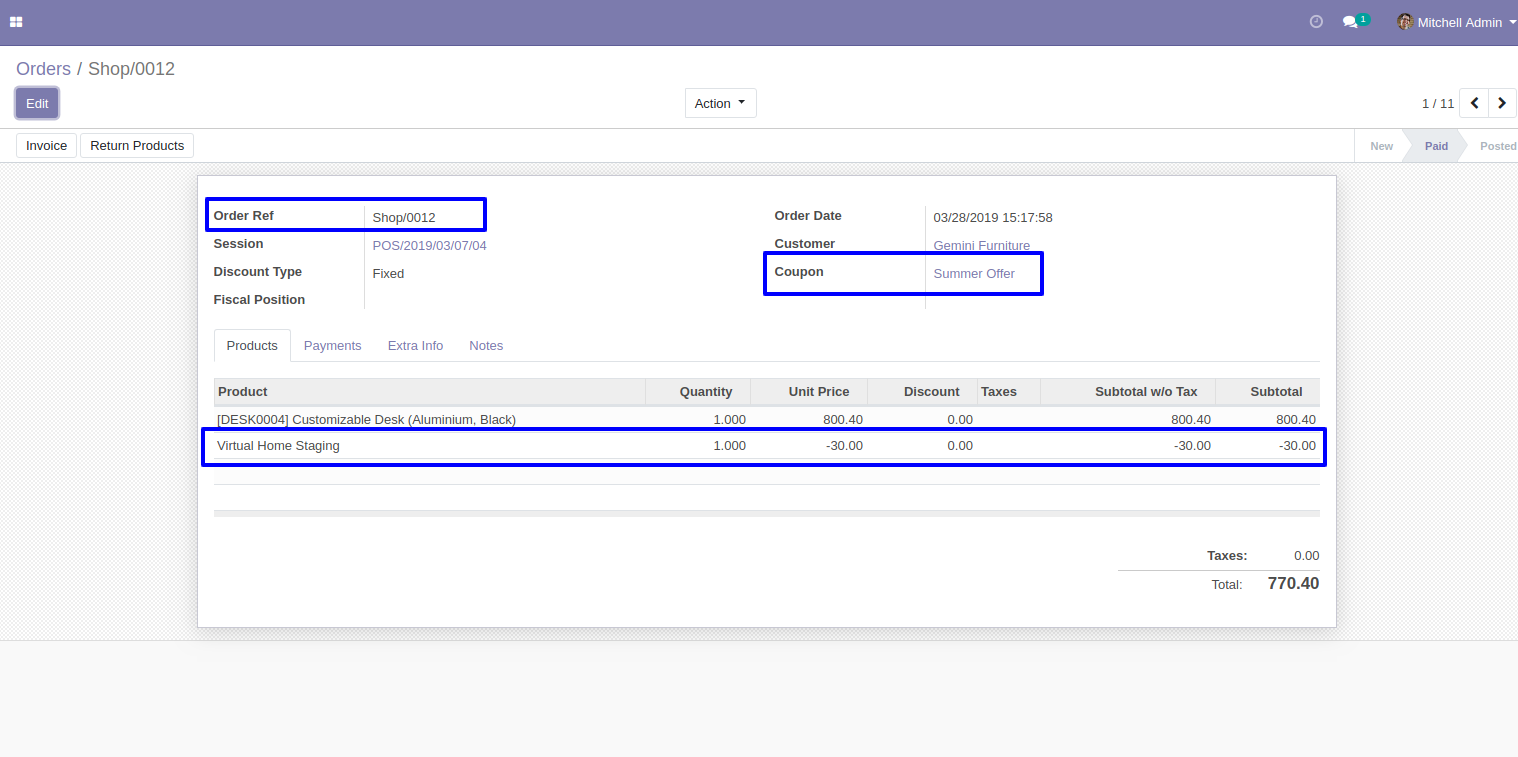 1 Mitchell Admin
Orders / Shop/0012
Edit Action 1 / 11
Invoice Return Products New Paid Posted
Order Ref Shop/0012 Order Date 03/28/2019 15:17:58
Session POS/2019/03/07/04 Customer Gemini Furniture
Discount Type Fixed Coupon Summer Offer
Fiscal Position
Products Payments Extra Info Notes
Product Quantity Unit Price Discount Taxes Subtotal w/o Tax Subtotal
[DESK0004] Customizable Desk (Aluminium, Black) 1.000 800.40 0.00 800.40 800.40
Virtual Home Staging 1.000 -30.00 0.00 -30.00 -30.00
Taxes: 0.00
Total: 770.40